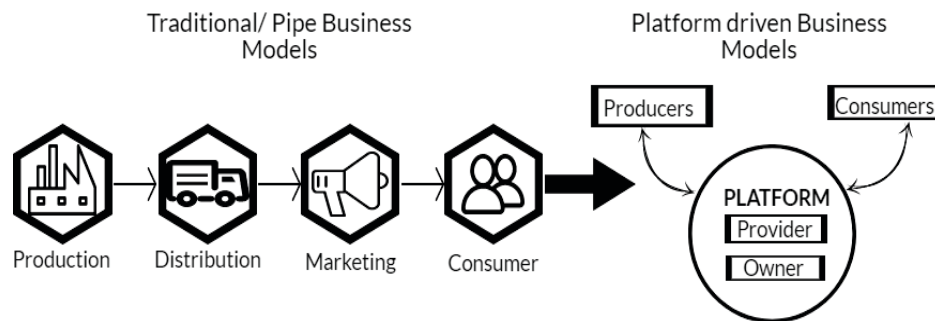 Traditional/ Pipe Business
Models
Platform driven Business
Models
Producers
Consumers
PLATFORM
Provider
Owner
Production
Distribution
Marketing
Consumer